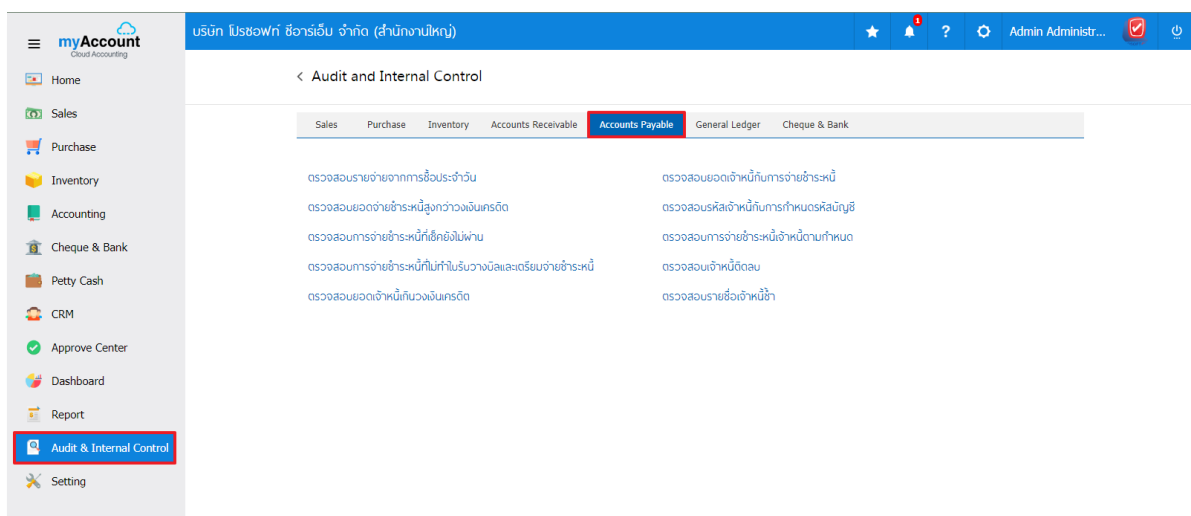 myAccount
Cloud Accounting
บริษัท โปรซอฟท์ ซีอาร์เอ็ม จำกัด (สำนักงานใหญ่)
1
?
Admin Administr...
Home
Sales
Purchase
Inventory
Accounting
Cheque & Bank
Petty Cash
CRM
Approve Center
Dashboard
Report
Audit & Internal Control
Setting
< Audit and Internal Control
Sales Purchase Inventory Accounts Receivable Accounts Payable General Ledger Cheque & Bank
ตรวจสอบรายจ่ายจากการซื้อประจำวัน
ตรวจสอบยอดจ่ายชำระหนี้สูงกว่าวงเงินเครดิต
ตรวจสอบการจ่ายชำระหนี้ที่เช็คยังไม่ผ่าน
ตรวจสอบการจ่ายชำระหนี้ที่ไม่ทำใบรับวางบิลและเตรียมจ่ายชำระหนี้
ตรวจสอบยอดเจ้าหนี้เกินวงเงินเครดิต
ตรวจสอบยอดเจ้าหนี้กับการจ่ายชำระหนี้
ตรวจสอบรหัสเจ้าหนี้กับการกำหนดรหัสบัญชี
ตรวจสอบการจ่ายชำระหนี้เจ้าหนี้ตามกำหนด
ตรวจสอบเจ้าหนี้ติดลบ
ตรวจสอบรายชื่อเจ้าหนี้ซ้ำ